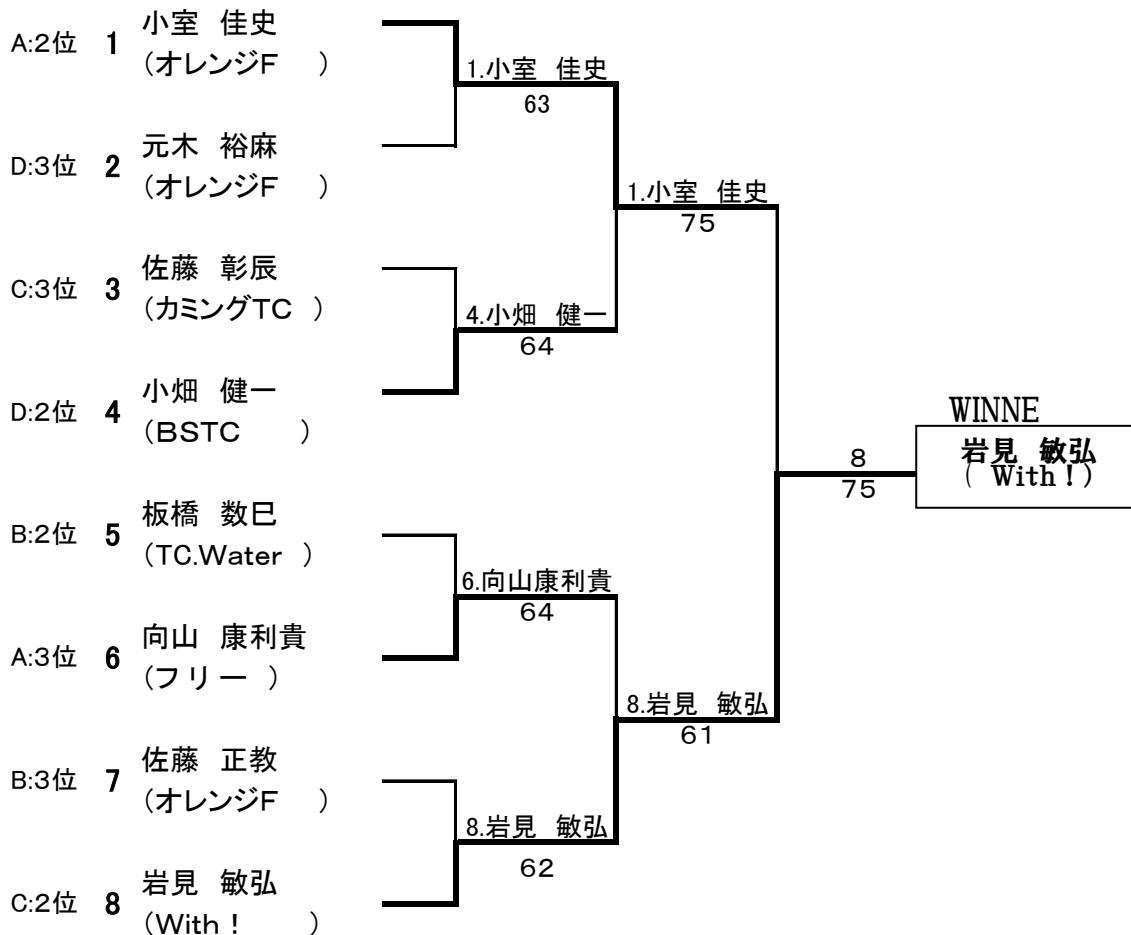 A:2位 1 小室 佳史
(オレンジF )
1.小室 佳史
63
D:3位 2 元木 裕麻
(オレンジF )
1.小室 佳史
75
C:3位 3 佐藤 彰辰
(カミングTC )
4.小畑 健一
64
D:2位 4 小畑 健一
(BSTC )
WINNE
岩見 敏弘
( With!)
8
75
B:2位 5 板橋 数巳
(TC.Water )
6.向山康利貴
64
A:3位 6 向山 康利貴
(フリー )
8.岩見 敏弘
61
B:3位 7 佐藤 正教
(オレンジF )
8.岩見 敏弘
62
C:2位 8 岩見 敏弘
(With! )